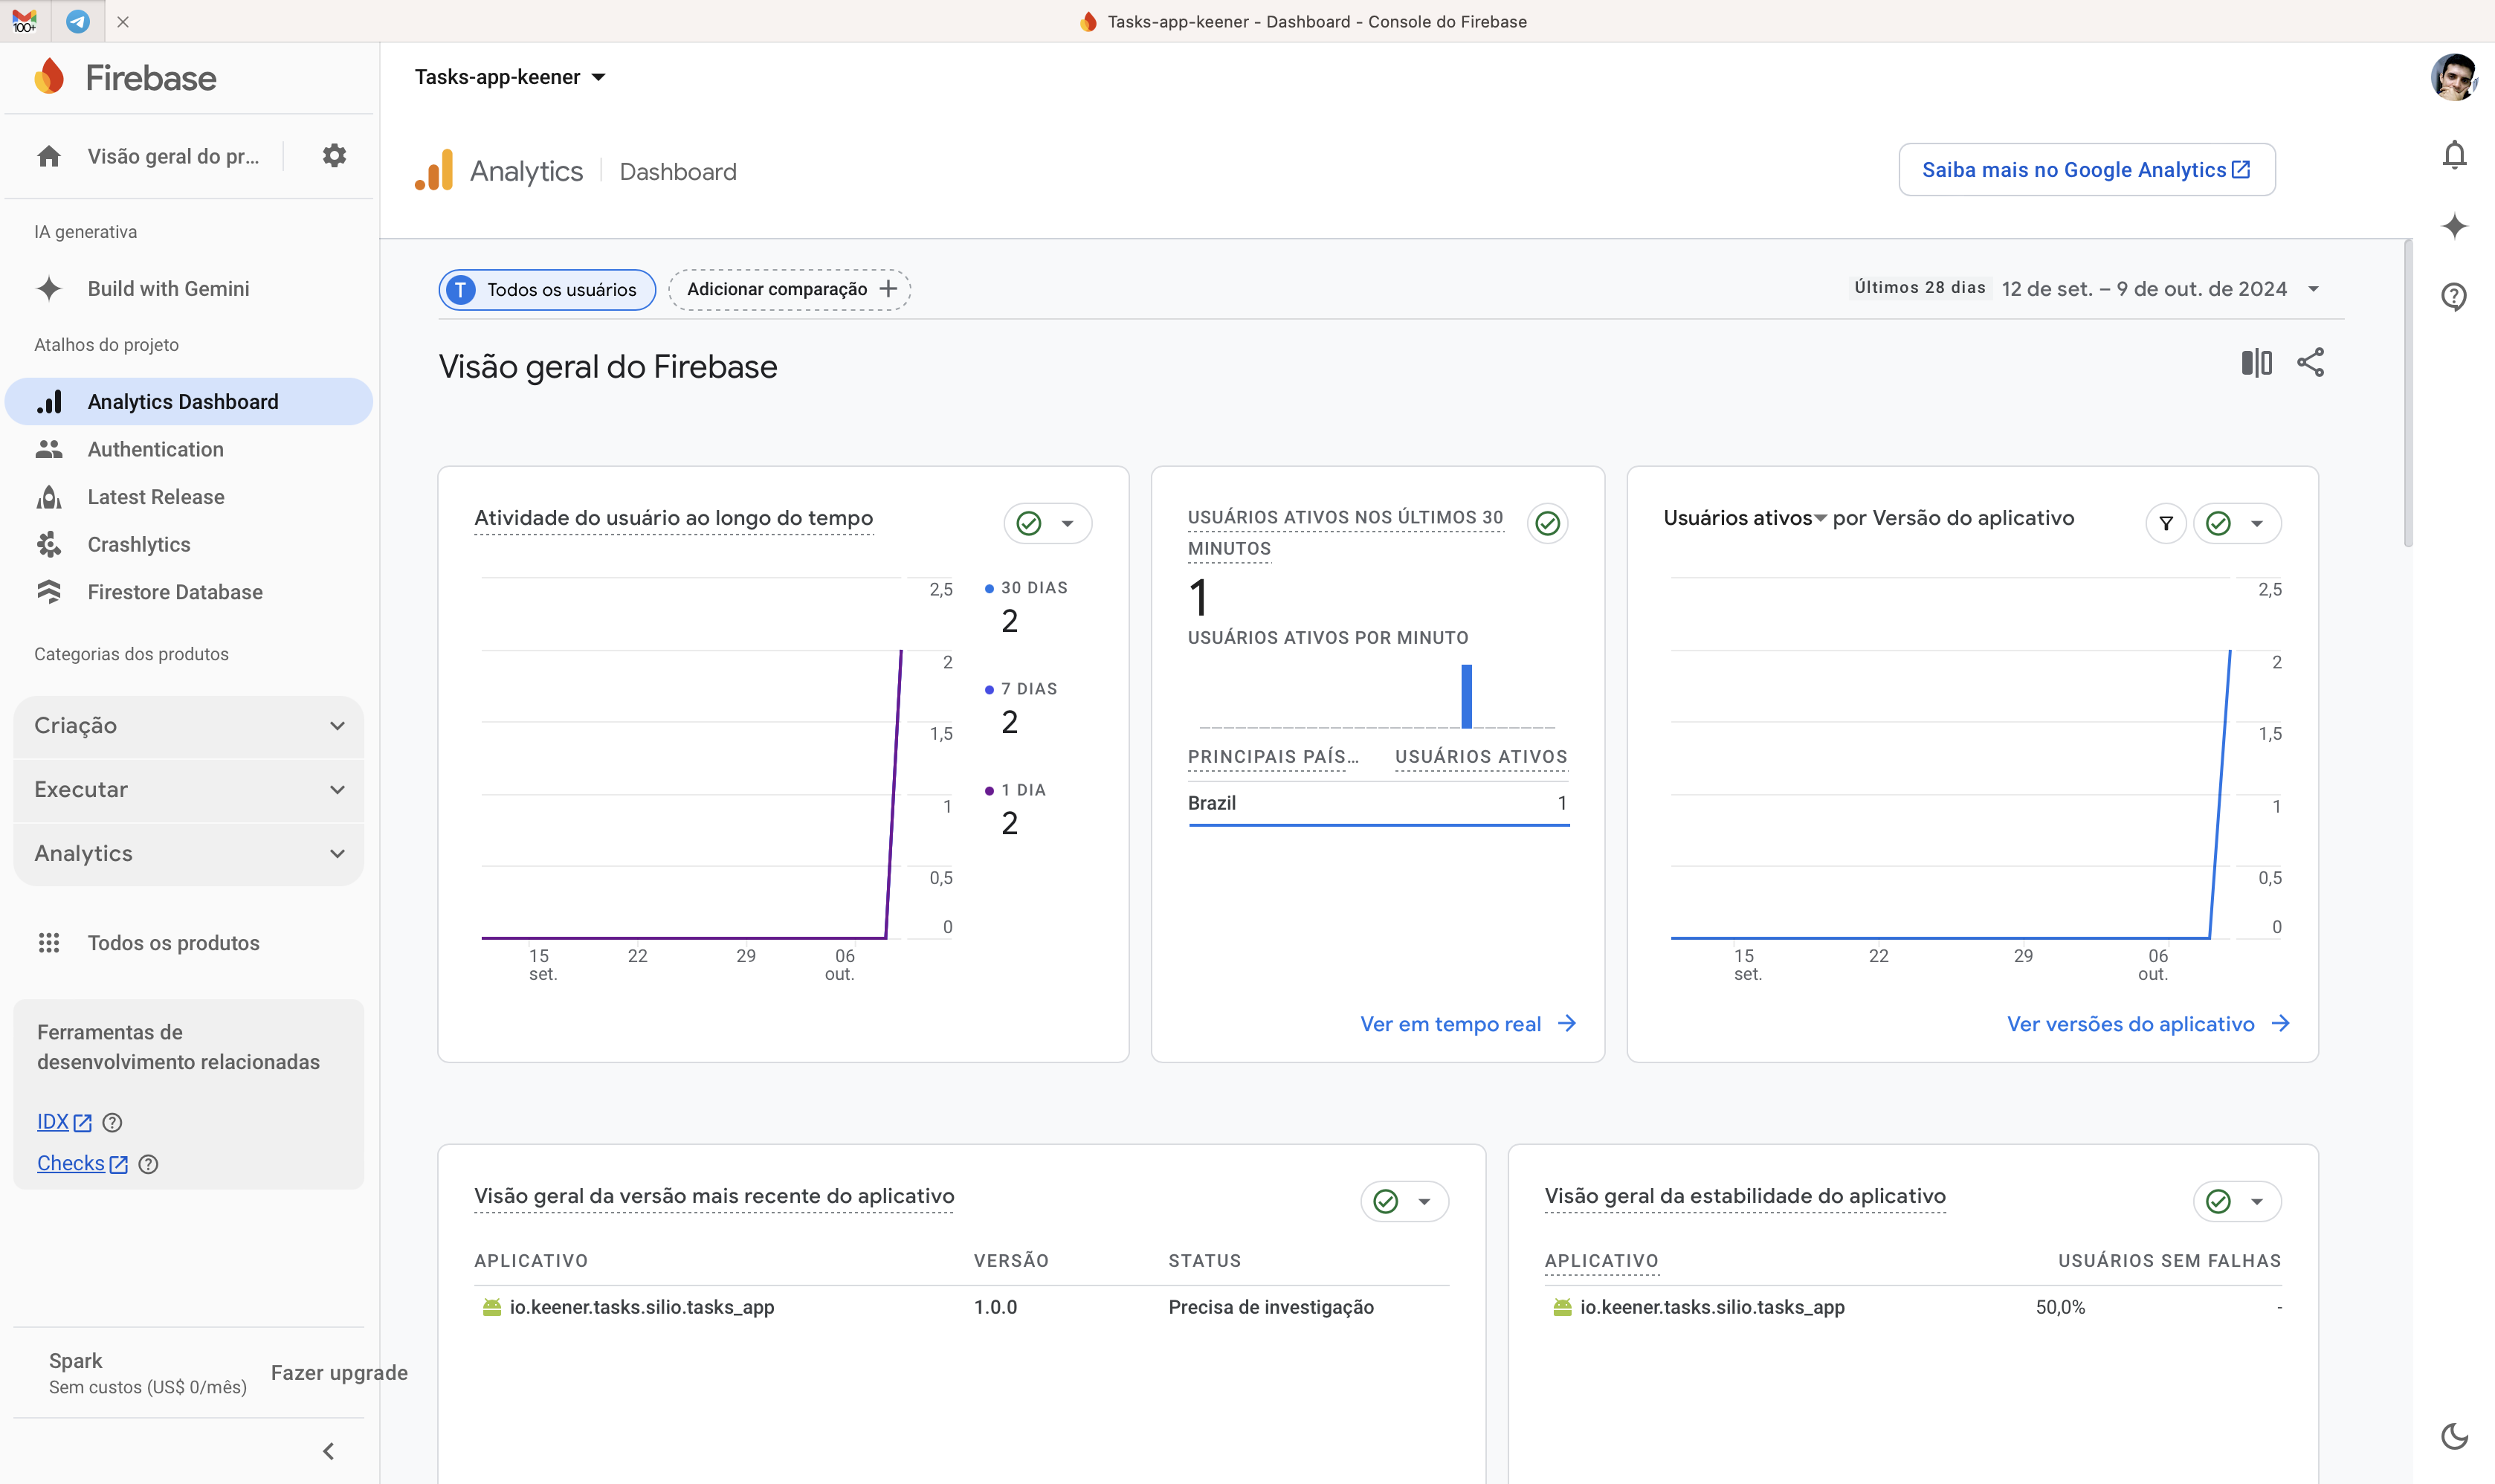 100+
Tasks-app-keener - Dashboard - Console do Firebase
Firebase
Visão geral do pr...
IA generativa
Build with Gemini
Atalhos do projeto
Analytics Dashboard
Authentication
Latest Release
Crashlytics
Firestore Database
Categorias dos produtos
Criação
Executar
Analytics
Todos os produtos
Ferramentas de
desenvolvimento relacionadas
IDX
Checks
Spark
Sem custos (US$ 0/mês)
Fazer upgrade
Tasks-app-keener
Analytics
Dashboard
Saiba mais no Google Analytics
T Todos os usuários
Adicionar comparação
Últimos 28 dias 12 de set. – 9 de out. de 2024
Visão geral do Firebase
Atividade do usuário ao longo do tempo
2,5
2
1,5
1
0,5
0
15 22 29 06
set. out.
30 DIAS
2
7 DIAS
2
1 DIA
2
USUÁRIOS ATIVOS NOS ÚLTIMOS 30
MINUTOS
1
USUÁRIOS ATIVOS POR MINUTO
PRINCIPAIS PAÍS... USUÁRIOS ATIVOS
Brazil 1
Ver em tempo real
Usuários ativos por Versão do aplicativo
2,5
2
1,5
1
0,5
0
15 22 29 06
set. out.
Ver versões do aplicativo
Visão geral da versão mais recente do aplicativo
APLICATIVO VERSÃO STATUS
io.keener.tasks.silio.tasks_app 1.0.0 Precisa de investigação
Visão geral da estabilidade do aplicativo
APLICATIVO USUÁRIOS SEM FALHAS
io.keener.tasks.silio.tasks_app 50,0% -